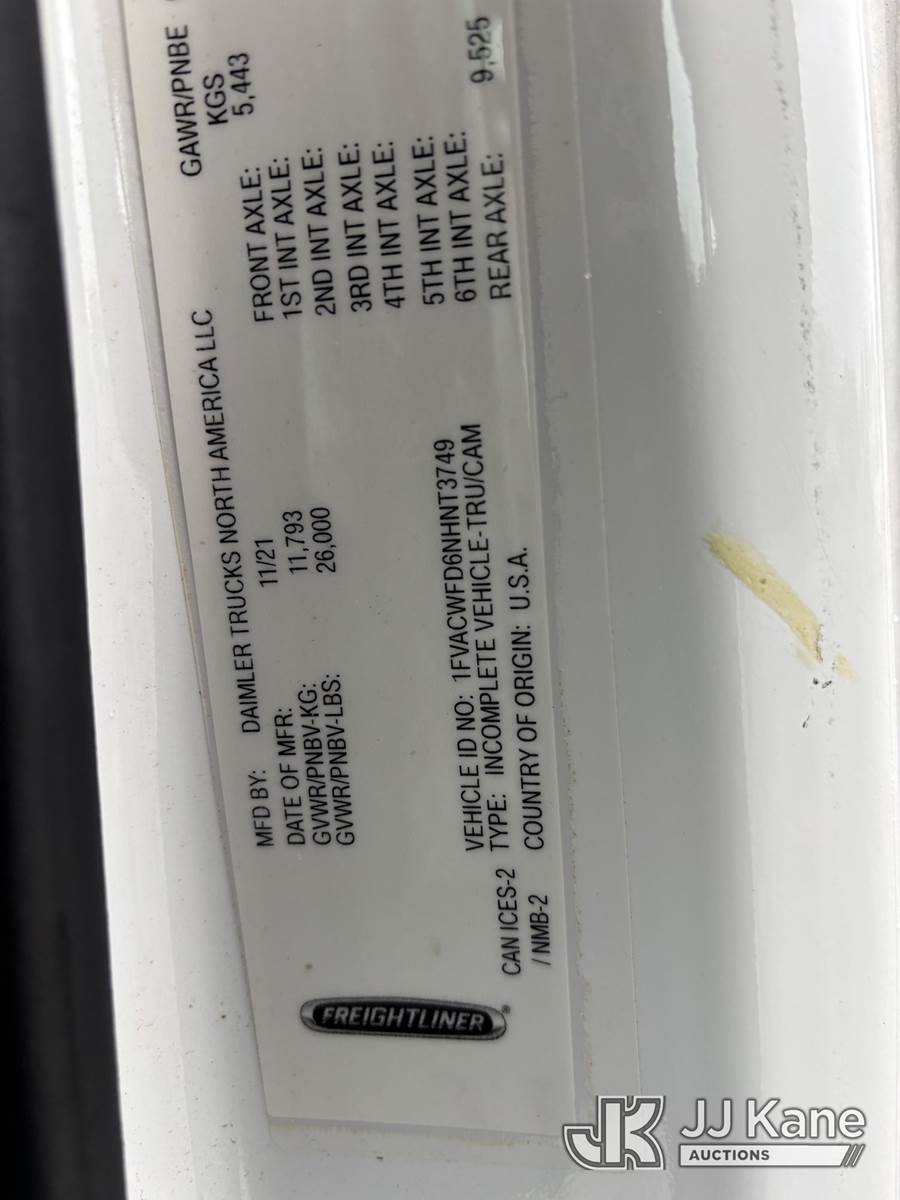 MFD BY: DAIMLER TRUCKS NORTH AMERICA LLC
DATE OF MFR: 11/21
GVWR/PNBV-KG: 11,793
GVWR/PNBV-LBS: 26,000
GAWR/PNBE
KGS
FRONT AXLE: 5,443
1ST INT AXLE:
2ND INT AXLE:
3RD INT AXLE:
4TH INT AXLE:
5TH INT AXLE:
6TH INT AXLE:
REAR AXLE: 9,525
VEHICLE ID NO: 1FVACWFD6NHNT3749
TYPE: INCOMPLETE VEHICLE-TRU/CAM
COUNTRY OF ORIGIN: U.S.A.
CAN ICES-2
/ NMB-2
FREIGHTLINER®
JK JJ Kane
AUCTIONS